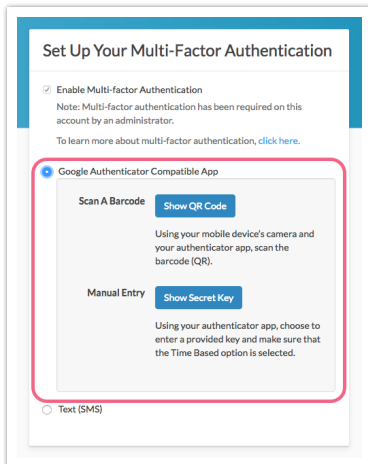 Set Up Your Multi-Factor Authentication
Enable Multi-factor Authentication
Note: Multi-factor authentication has been required on this
account by an administrator.
To learn more about multi-factor authentication, click here.
Google Authenticator Compatible App
Scan A Barcode
Show QR Code
Using your mobile device's camera and
your authenticator app, scan the
barcode (QR).
Manual Entry
Show Secret Key
Using your authenticator app, choose to
enter a provided key and make sure that
the Time Based option is selected.
Text (SMS)